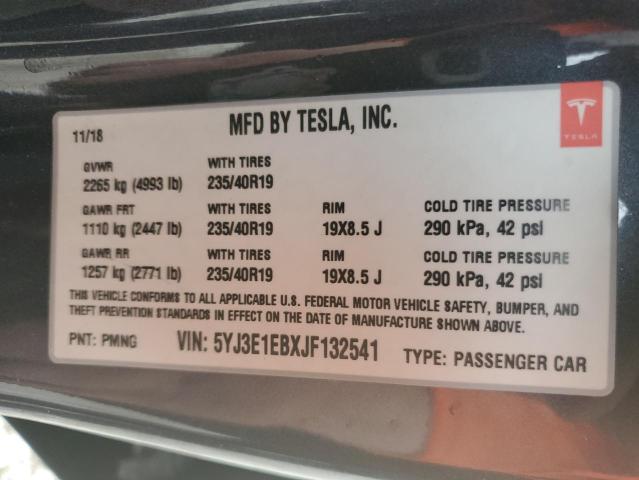 11/18
MFD BY TESLA, INC.
TESLA
GVWR
WITH TIRES
2265 kg (4993 lb)
235/40R19
GAWR FRT
WITH TIRES
RIM
COLD TIRE PRESSURE
1110 kg (2447 lb)
235/40R19
19X8.5 J
290 kPa, 42 psi
GAWR RR
WITH TIRES
RIM
COLD TIRE PRESSURE
1257 kg (2771 lb)
235/40R19
19X8.5 J
290 kPa, 42 psi
THIS VEHICLE CONFORMS TO ALL APPLICABLE U.S. FEDERAL MOTOR VEHICLE SAFETY, BUMPER, AND
THEFT PREVENTION STANDARDS IN EFFECT ON THE DATE OF MANUFACTURE SHOWN ABOVE.
PNT: PMNG
VIN: 5YJ3E1EBXJF132541
TYPE: PASSENGER CAR